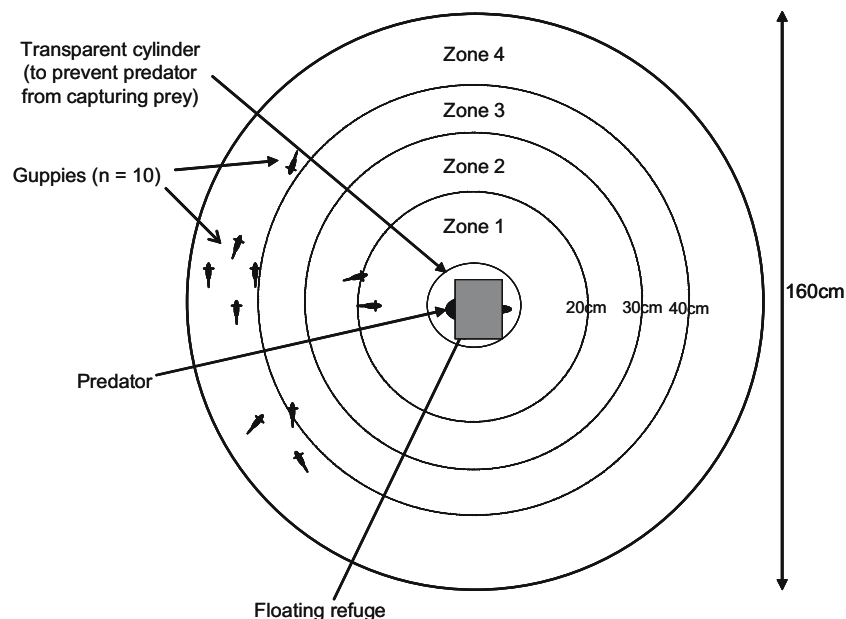 Transparent cylinder
(to prevent predator
from capturing prey)
Guppies (n = 10)
Zone 4
Zone 3
Zone 2
Zone 1
20cm
30cm
40cm
160cm
Predator
Floating refuge